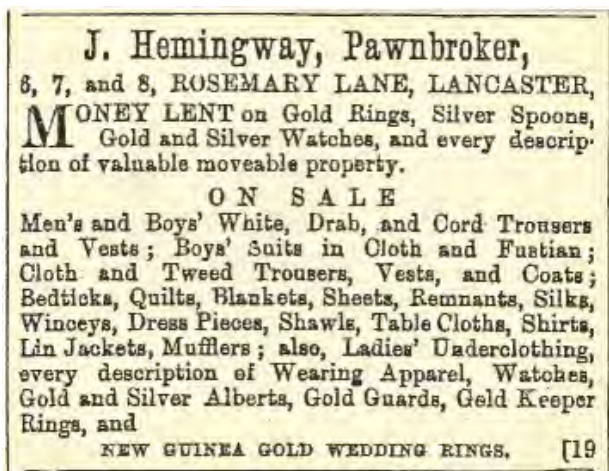 J. Hemingway, Pawnbroker,
6, 7, and 8, ROSEMARY LANE, LANCASTER,
MONEY LENT on Gold Rings, Silver Spoons,
Gold and Silver Watches, and every descrip-
tion of valuable moveable property.
ON SALE
Men's and Boys' White, Drab, and Cord Trousers
and Vests; Boys' Suits in Cloth and Fustian;
Cloth and Tweed Trousers, Vests, and Coats;
Bedticks, Quilts, Blankets, Sheets, Remnants, Silks,
Winceys, Dress Pieces, Shawls, Table Cloths, Shirts,
Lin Jackets, Mufflers; also, Ladies' Underclothing,
every description of Wearing Apparel, Watches,
Gold and Silver Alberts, Gold Guards, Gold Keeper
Rings, and
NEW GUINEA GOLD WEDDING RINGS. [19